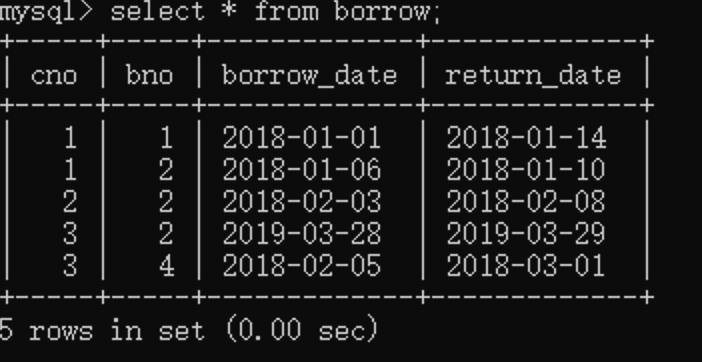 mysql> select * from borrow;
+-----+-----+-------------+-------------+
| cno | bno | borrow_date | return_date |
+-----+-----+-------------+-------------+
|   1 |   1 | 2018-01-01  | 2018-01-14  |
|   1 |   2 | 2018-01-06  | 2018-01-10  |
|   2 |   2 | 2018-02-03  | 2018-02-08  |
|   3 |   2 | 2019-03-28  | 2019-03-29  |
|   3 |   4 | 2018-02-05  | 2018-03-01  |
+-----+-----+-------------+-------------+
5 rows in set (0.00 sec)